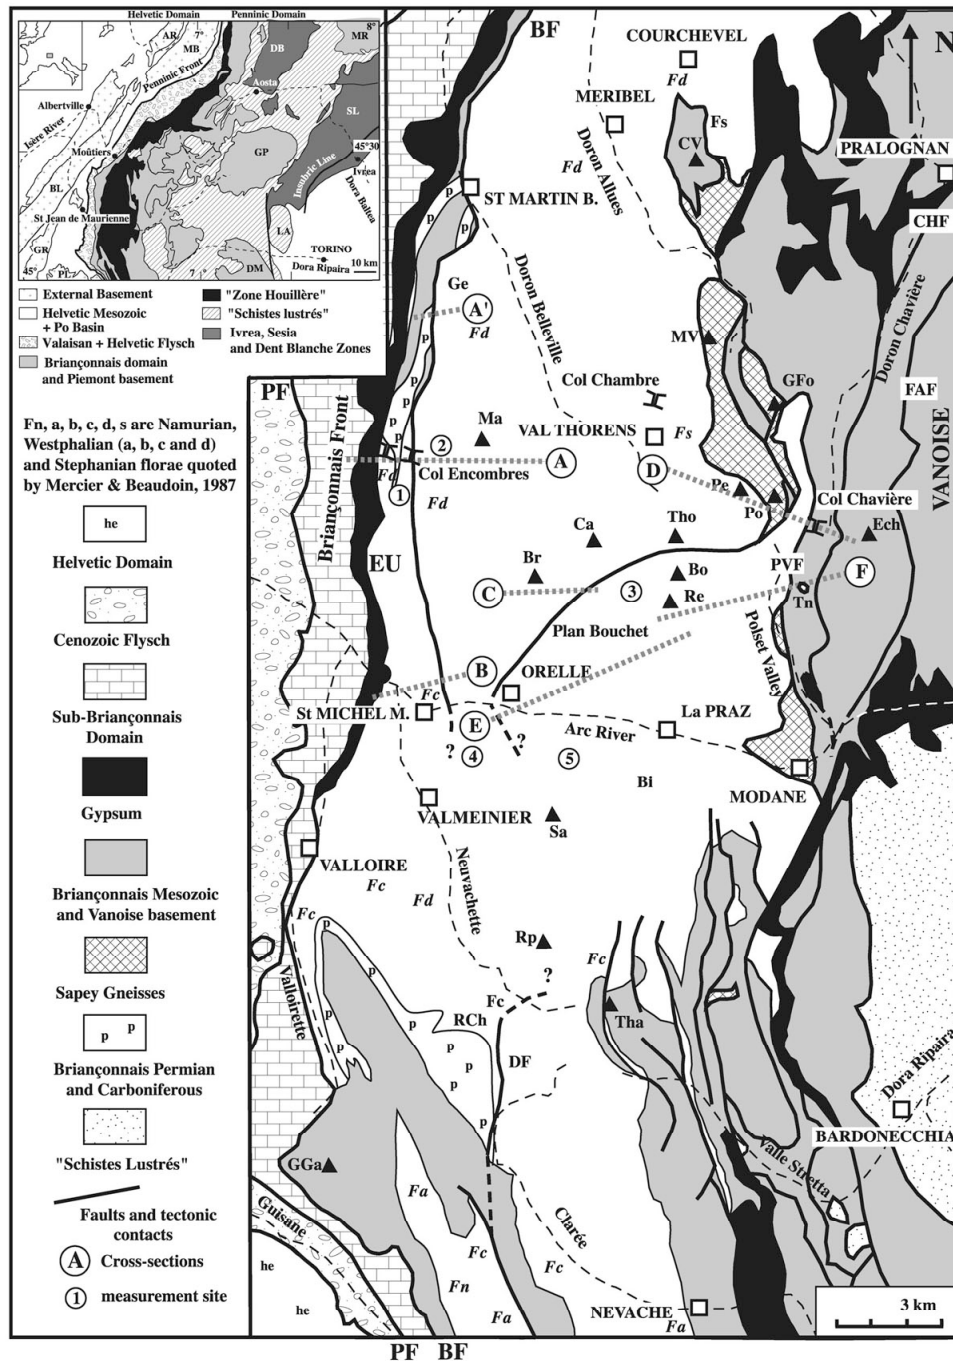 Helvetic Domain
Penninic Domain
AR
7°
MB
DB
8°
MR
Penninic Front
Aosta
Albertville
Isère River
SL
45°30
Moûtiers
GP
Insubric Line
Ivrea
BL
Dora Baltea
St Jean de Maurienne
LA
GR
TORINO
Dora Ripaira
45°
PL
7°
DM
10 km
External Basement
Helvetic Mesozoic
+ Po Basin
Valaisan + Helvetic Flysch
Briançonnais domain
and Piemont basement
"Zone Houillère"
"Schistes lustrés"
Ivrea, Sesia
and Dent Blanche Zones
Fn, a, b, c, d, s are Namurian,
Westphalian (a, b, c and d)
and Stephanian florae quoted
by Mercier & Beaudoin, 1987
he
Helvetic Domain
Cenozoic Flysch
Sub-Briançonnais
Domain
Gypsum
Briançonnais Mesozoic
and Vanoise basement
Sapey Gneisses
p p
Briançonnais Permian
and Carboniferous
"Schistes Lustrés"
Faults and tectonic
contacts
A Cross-sections
1 measurement site
BF
COURCHEVEL
Fd
N
MERIBEL
Fs
CV
PRALOGNAN
Fd
Doron Allues
p
ST MARTIN B.
p
p
CHF
Ge
Doron Belleville
A'
Fd
Doron Chavière
p
MV
PF
Col Chambre
GFo
FAF
p
p
Briançonnais Front
Ma
VAL THORENS
Fs
VANOISE
2
Col Encombres
A
D
Fd
1
Fd
Pe
Po
Col Chavière
Ca
Tho
Ech
EU
Br
Bo
PVF
F
C
3
Re
Tn
Plan Bouchet
Polset Valley
B
ORELLE
Fc
St MICHEL M.
La PRAZ
E
Arc River
?
?
4
5
Bi
MODANE
VALMEINIER
Sa
VALLOIRE
Fc
Fd
Neuvachette
Fc
p
Rp
Fc
p
?
Valloirette
Fc
p
RCh
Tha
p
DF
p
p
p
p
Dora Ripaira
BARDONECCHIA
GGa
Valle Stretta
Fa
Guisane
Clarée
he
Fc
Fc
Fn
he
NEVACHE
Fa
Fa
3 km
PF
BF